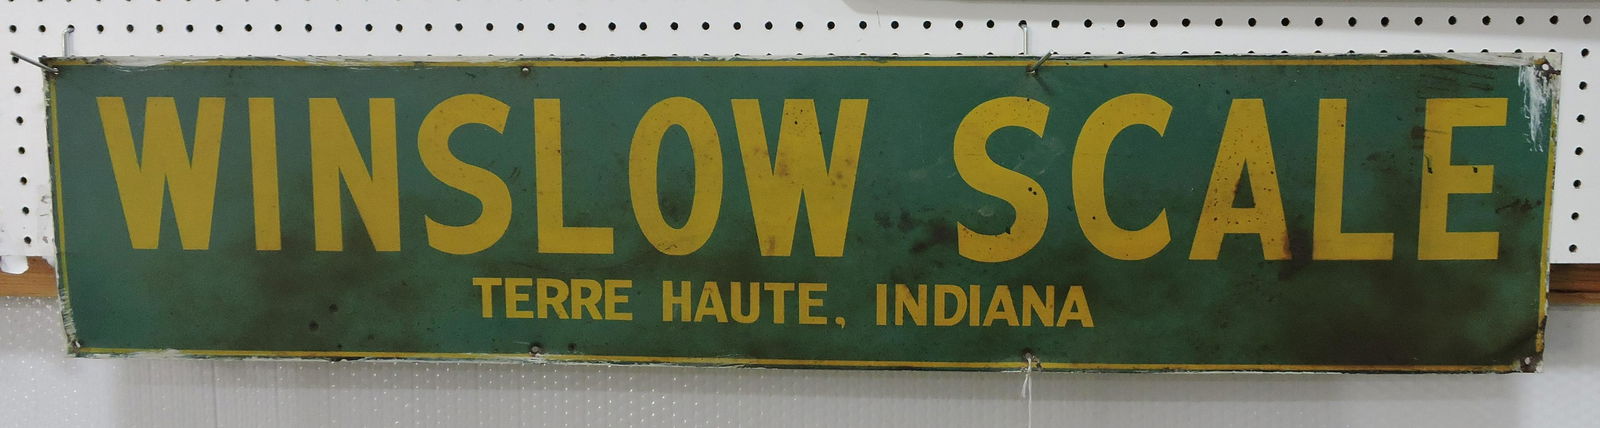 WINSLOW SCALE
TERRE HAUTE, INDIANA